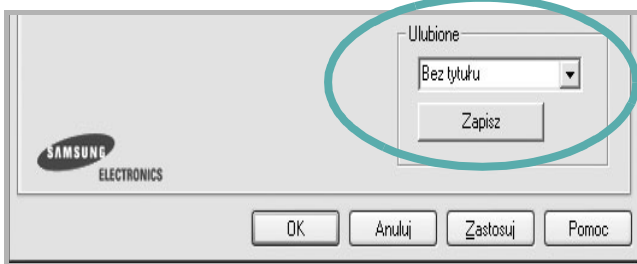 Ulubione
Bez tytułu
Zapisz
SAMSUNG
ELECTRONICS
OK Anuluj Zastosuj Pomoc